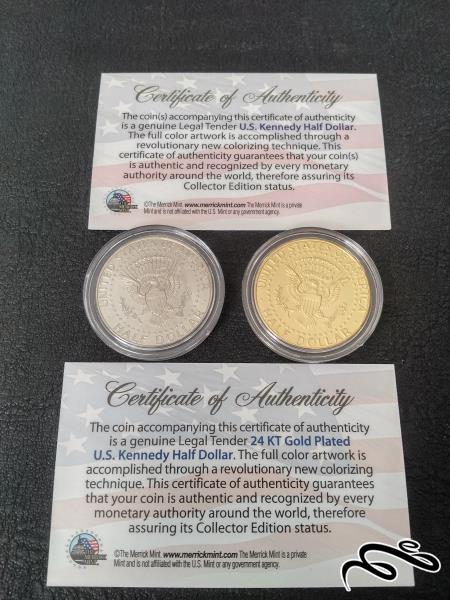 Certificate of Authenticity
The coin(s) accompanying this certificate of authenticity
is a genuine Legal Tender U.S. Kennedy Half Dollar.
The full color artwork is accomplished through a
revolutionary new colorizing technique. This
certificate of authenticity guarantees that your coin(s)
is authentic and recognized by every monetary
authority around the world, therefore assuring its
Collector Edition status.
©The Merrick Mint. www.merrickmint.com The Merrick Mint is a private
Mint and is not affiliated with the U.S. Mint or any government agency.
UNITED STATES OF AMERICA
HALF DOLLAR
UNITED STATES OF AMERICA
HALF DOLLAR
Certificate of Authenticity
The coin accompanying this certificate of authenticity
is a genuine Legal Tender 24 KT Gold Plated
U.S. Kennedy Half Dollar. The full color artwork is
accomplished through a revolutionary new colorizing
technique. This certificate of authenticity guarantees
that your coin is authentic and recognized by every
monetary authority around the world, therefore
assuring its Collector Edition status.
©The Merrick Mint. www.merrickmint.com The Merrick Mint is a private
Mint and is not affiliated with the U.S. Mint or any government agency.